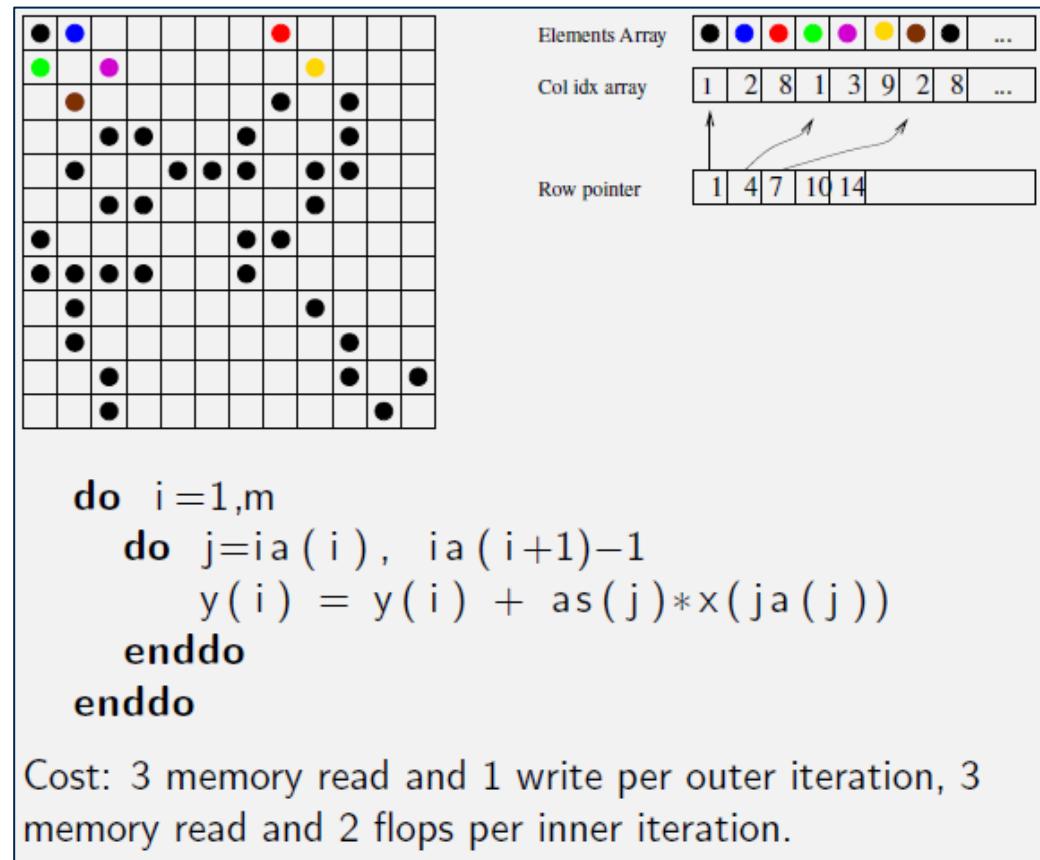 Elements Array ...
Col idx array 1 2 8 1 3 9 2 8 ...
Row pointer 1 4 7 10 14
do i=1,m
do j=ia(i), ia(i+1)−1
y(i) = y(i) + as(j)*x(ja(j))
enddo
enddo
Cost: 3 memory read and 1 write per outer iteration, 3
memory read and 2 flops per inner iteration.